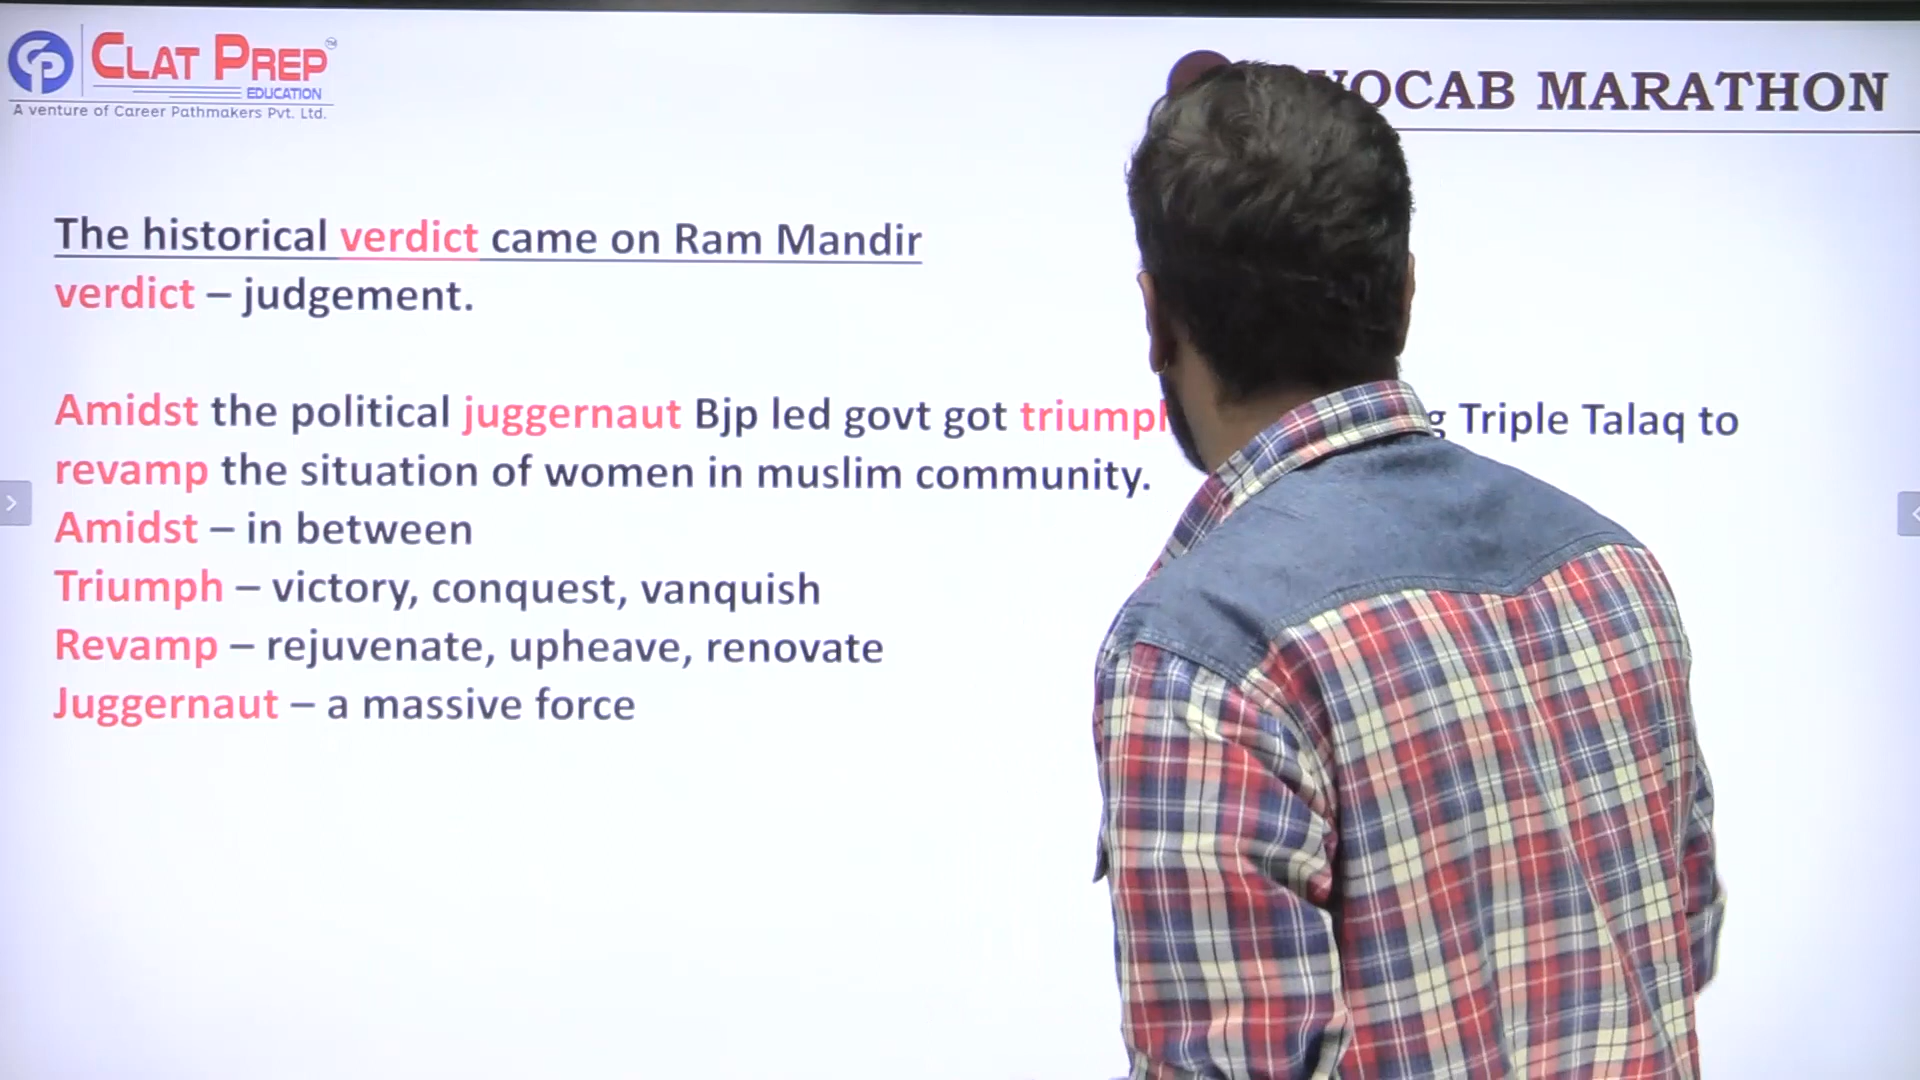 CLAT PREP TM
EDUCATION
A venture of Career Pathmakers Pvt. Ltd.
VOCAB MARATHON
The historical verdict came on Ram Mandir
verdict – judgement.
Amidst the political juggernaut Bjp led govt got Triple Talaq to
revamp the situation of women in muslim community.
Amidst – in between
Triumph – victory, conquest, vanquish
Revamp – rejuvenate, upheave, renovate
Juggernaut – a massive force